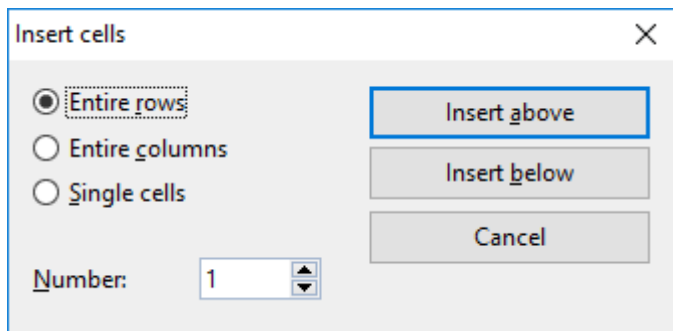 Insert cells
Entire rows
Entire columns
Single cells
Number: 1
Insert above
Insert below
Cancel